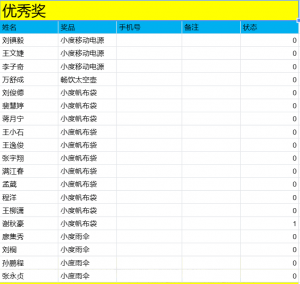 优秀奖
姓名 奖品 手机号 备注 状态
刘镇毅 小度移动电源 0
王文婕 小度移动电源 0
李子奇 小度移动电源 0
万舒成 畅饮太空壶 0
刘俊德 小度帆布袋 0
裴慧婷 小度帆布袋 0
蒋月宁 小度帆布袋 0
王小石 小度帆布袋 0
王逸俊 小度帆布袋 0
张宇翔 小度帆布袋 0
满江春 小度帆布袋 0
孟虓 小度帆布袋 0
程洋 小度帆布袋 0
王柳潇 小度帆布袋 0
谢秋豪 小度帆布袋 1
廖集秀 小度雨伞 0
刘桐 小度雨伞 0
孙鹏程 小度雨伞 0
张永贞 小度雨伞 0